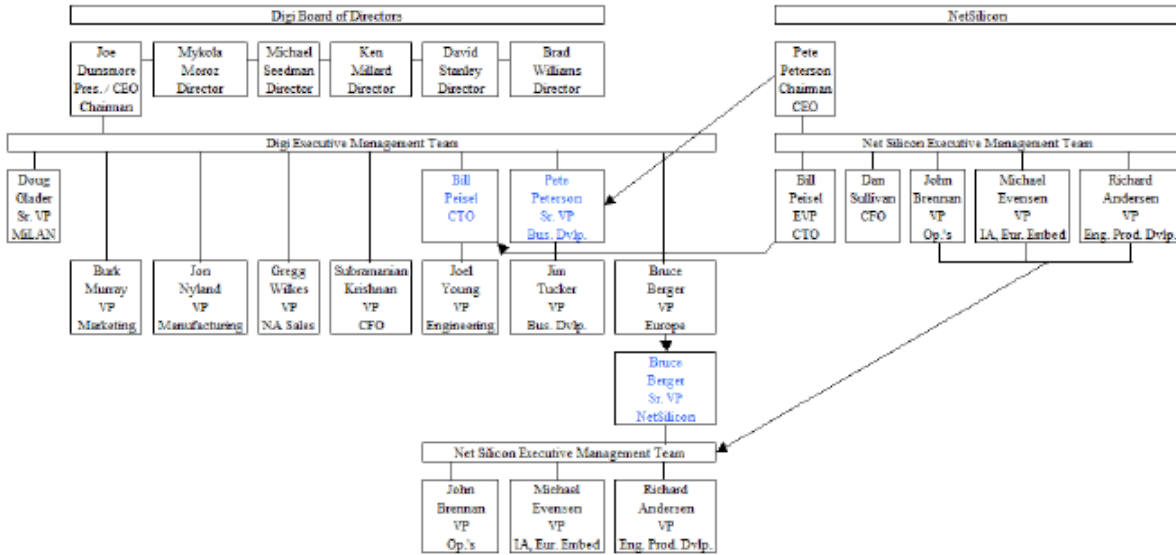 Digi Board of Directors
NetSilicon
Joe
Dunsmore
Pres. / CEO
Chairman
Mykola
Moroz
Director
Michael
Seedman
Director
Ken
Millard
Director
David
Stanley
Director
Brad
Williams
Director
Pete
Peterson
Chairman
CEO
Digi Executive Management Team
Net Silicon Executive Management Team
Doug
Glader
Sr. VP
MiLAN
Bill
Peisel
CTO
Pete
Peterson
Sr. VP
Bus. Dvlp.
Bill
Peisel
EVP
CTO
Dan
Sullivan
CFO
John
Brennan
VP
Op.'s
Michael
Evensen
VP
IA, Eur. Embed
Richard
Andersen
VP
Eng. Prod. Dvlp.
Burk
Murray
VP
Marketing
Jon
Nyland
VP
Manufacturing
Gregg
Wilkes
VP
NA Sales
Subramanian
Krishnan
VP
CFO
Joel
Young
VP
Engineering
Jim
Tucker
VP
Bus. Dvlp.
Bruce
Berger
VP
Europe
Bruce
Berger
Sr. VP
NetSilicon
Net Silicon Executive Management Team
John
Brennan
VP
Op.'s
Michael
Evensen
VP
IA, Eur. Embed
Richard
Andersen
VP
Eng. Prod. Dvlp.